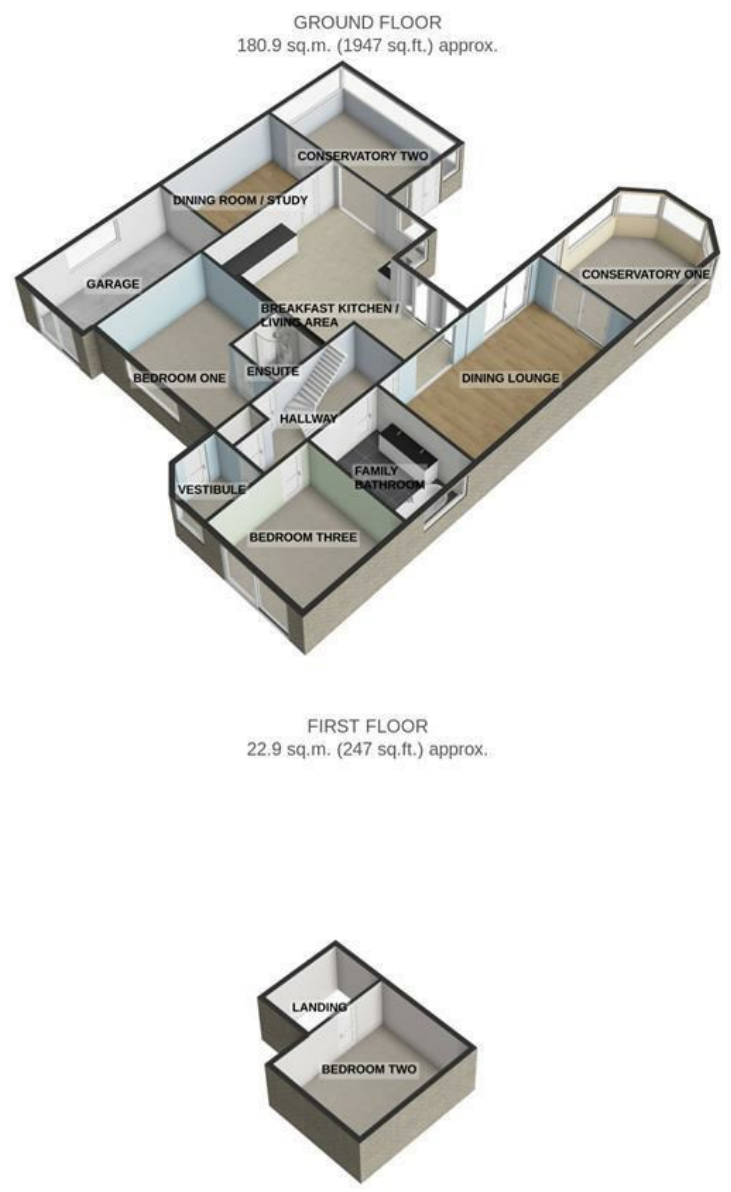 GROUND FLOOR
180.9 sq.m. (1947 sq.ft.) approx.
CONSERVATORY TWO
DINING ROOM / STUDY
GARAGE
CONSERVATORY ONE
BREAKFAST KITCHEN /
LIVING AREA
BEDROOM ONE
ENSUITE
DINING LOUNGE
HALLWAY
FAMILY
BATHROOM
VESTIBULE
BEDROOM THREE
FIRST FLOOR
22.9 sq.m. (247 sq.ft.) approx.
LANDING
BEDROOM TWO